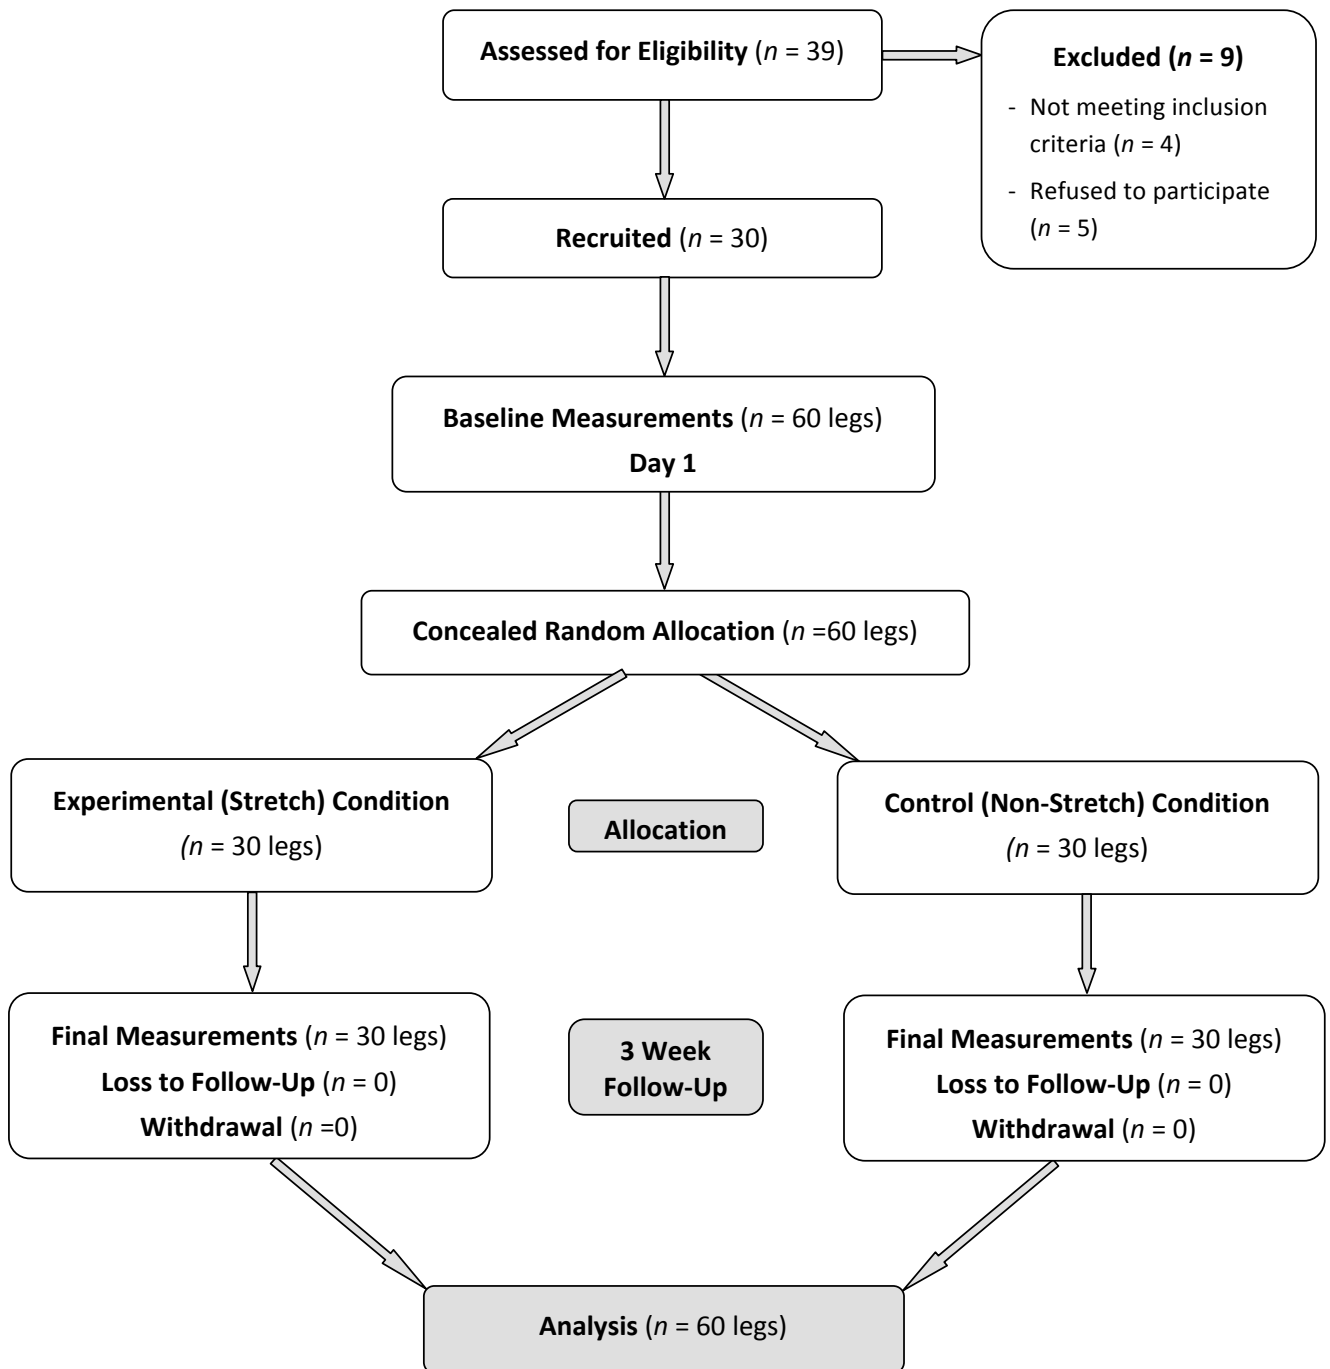 Assessed for Eligibility (n = 39)
Excluded (n = 9)
- Not meeting inclusion
criteria (n = 4)
- Refused to participate
(n = 5)
Recruited (n = 30)
Baseline Measurements (n = 60 legs)
Day 1
Concealed Random Allocation (n =60 legs)
Experimental (Stretch) Condition
(n = 30 legs)
Allocation
Control (Non-Stretch) Condition
(n = 30 legs)
Final Measurements (n = 30 legs)
Loss to Follow-Up (n = 0)
Withdrawal (n =0)
3 Week
Follow-Up
Final Measurements (n = 30 legs)
Loss to Follow-Up (n = 0)
Withdrawal (n = 0)
Analysis (n = 60 legs)